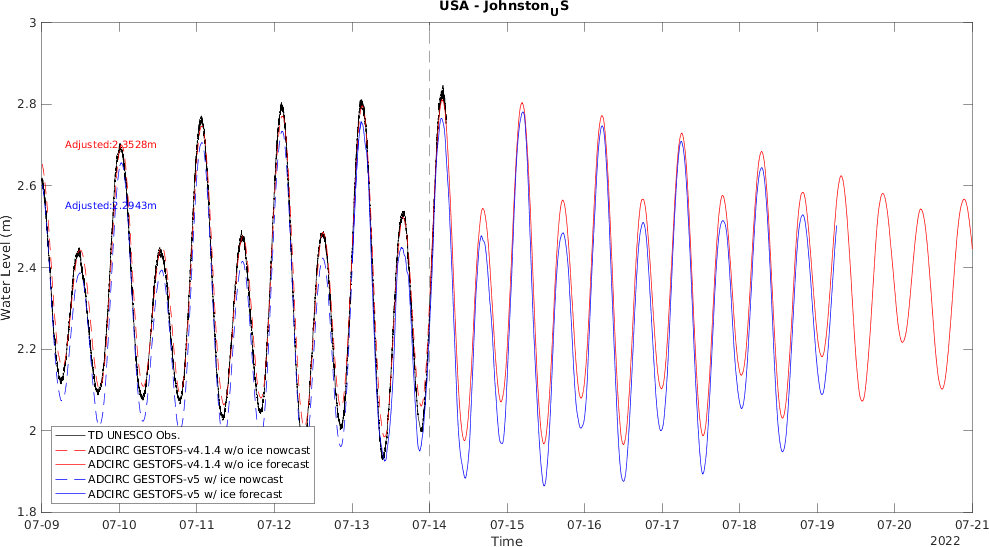 USA - Johnston_US
3
2.8
2.6
2.4
2.2
2
1.8
Water Level (m)
Adjusted:2.3528m
Adjusted:2.2943m
TD UNESCO Obs.
ADCIRC GESTOFS-v4.1.4 w/o ice nowcast
ADCIRC GESTOFS-v4.1.4 w/o ice forecast
ADCIRC GESTOFS-v5 w/ ice nowcast
ADCIRC GESTOFS-v5 w/ ice forecast
07-09 07-10 07-11 07-12 07-13 07-14 07-15 07-16 07-17 07-18 07-19 07-20 07-21
Time
2022